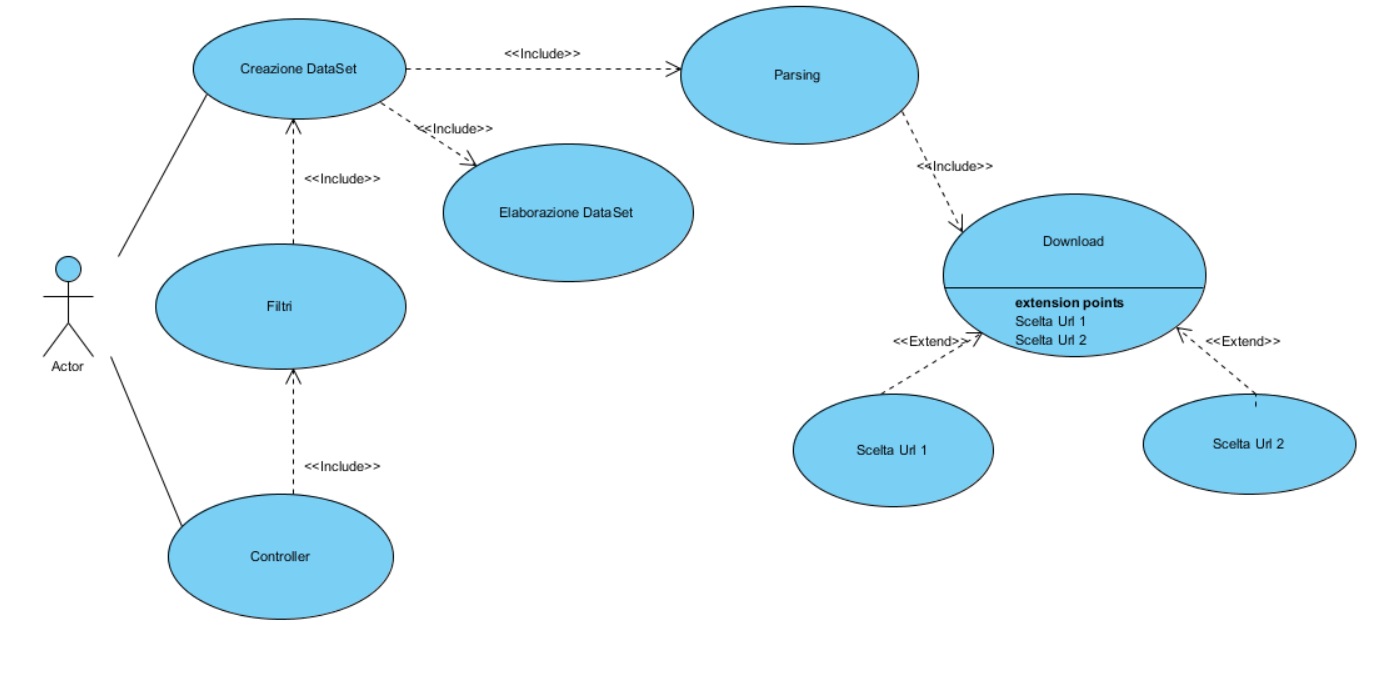 Creazione DataSet
<<Include>>
Parsing
<<Include>>
<<Include>>
Elaborazione DataSet
<<Include>>
Download
extension points
Scelta Url 1
Scelta Url 2
Filtri
Actor
<<Extend>>
<<Extend>>
Scelta Url 1
Scelta Url 2
<<Include>>
Controller